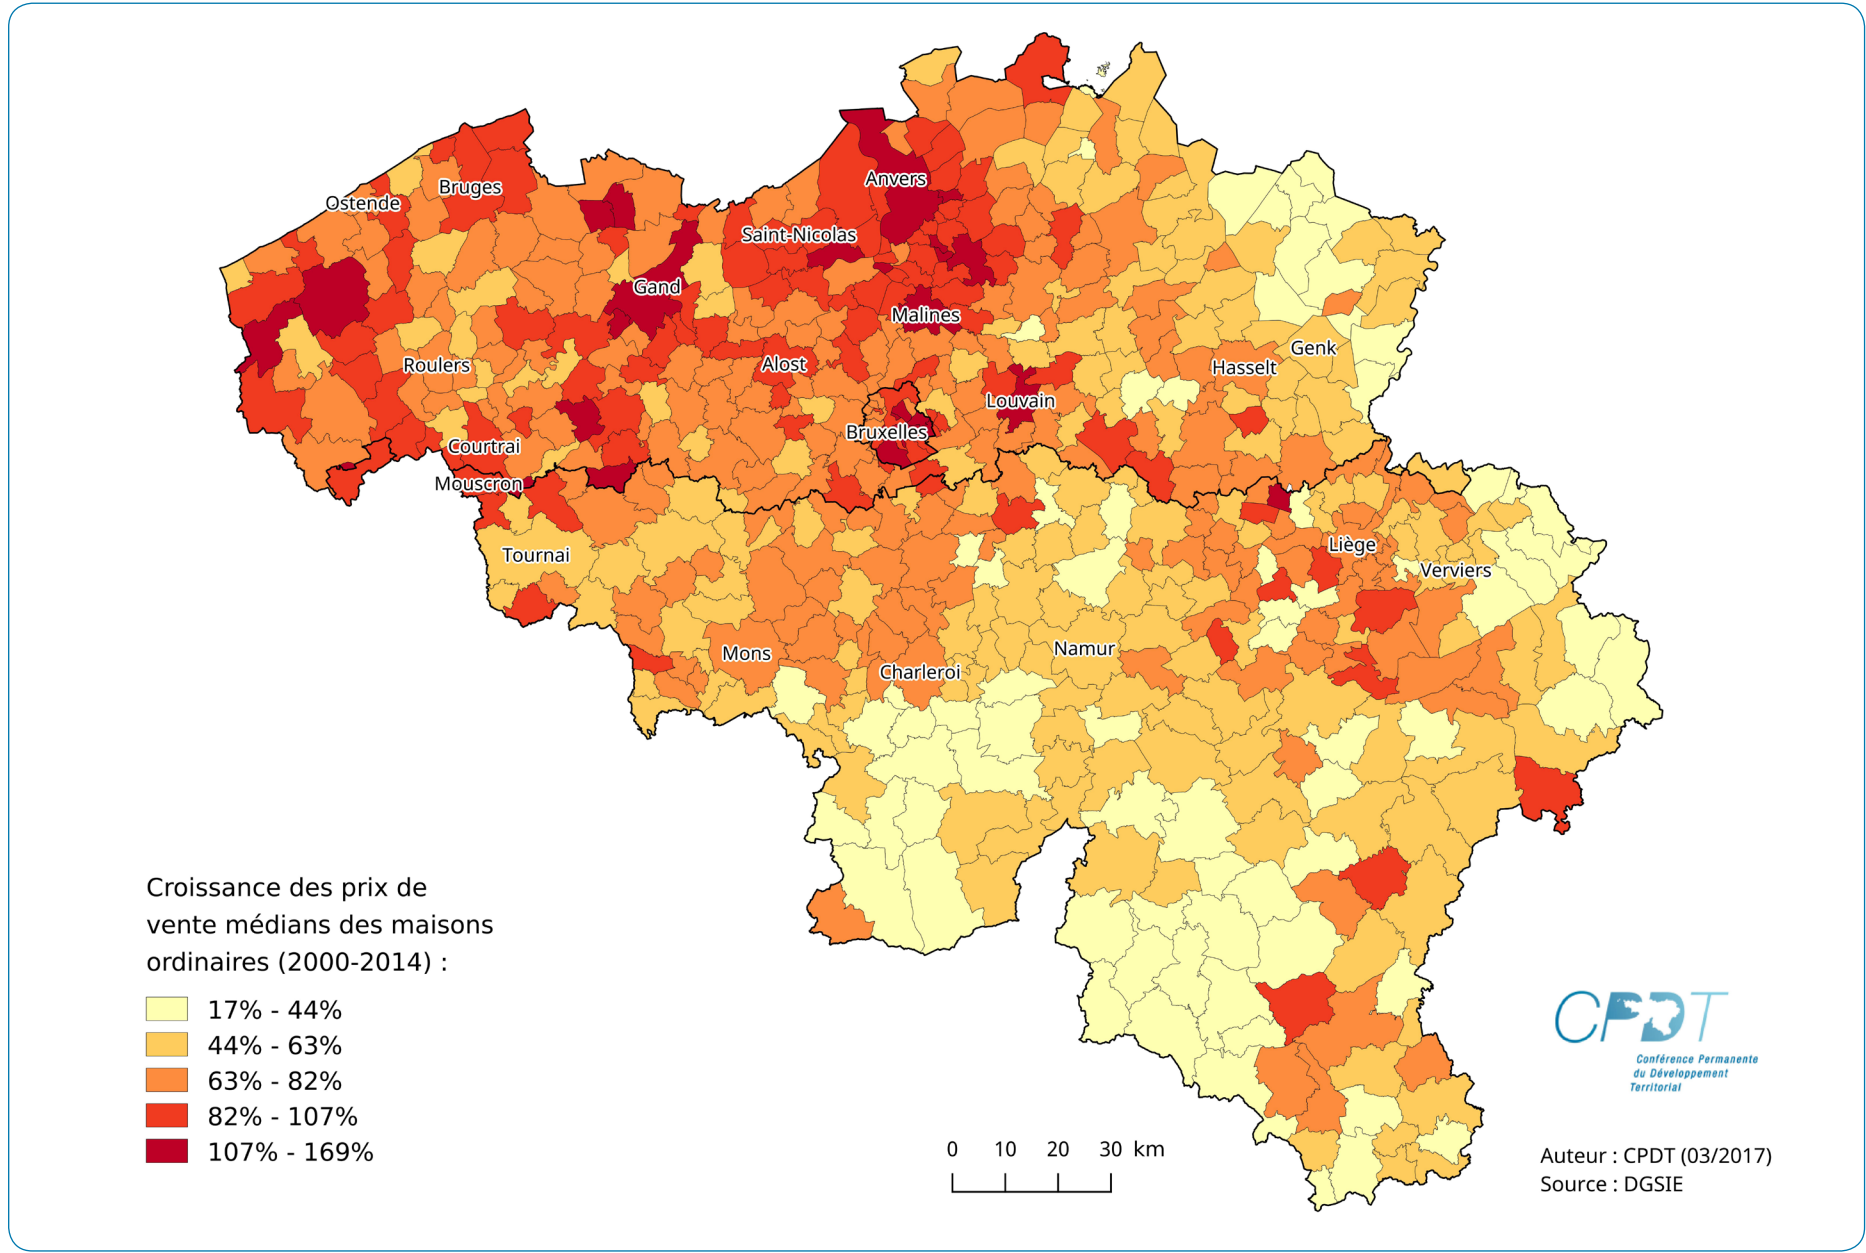 Anvers
Bruges
Ostende
Saint-Nicolas
Gand
Malines
Genk
Roulers
Alost
Hasselt
Louvain
Bruxelles
Courtrai
Mouscron
Liège
Tournai
Verviers
Namur
Mons
Charleroi
Croissance des prix de
vente médians des maisons
ordinaires (2000-2014) :
17% - 44%
44% - 63%
63% - 82%
82% - 107%
107% - 169%
0 10 20 30 km
CPDT
Conférence Permanente
du Développement
Territorial
Auteur : CPDT (03/2017)
Source : DGSIE